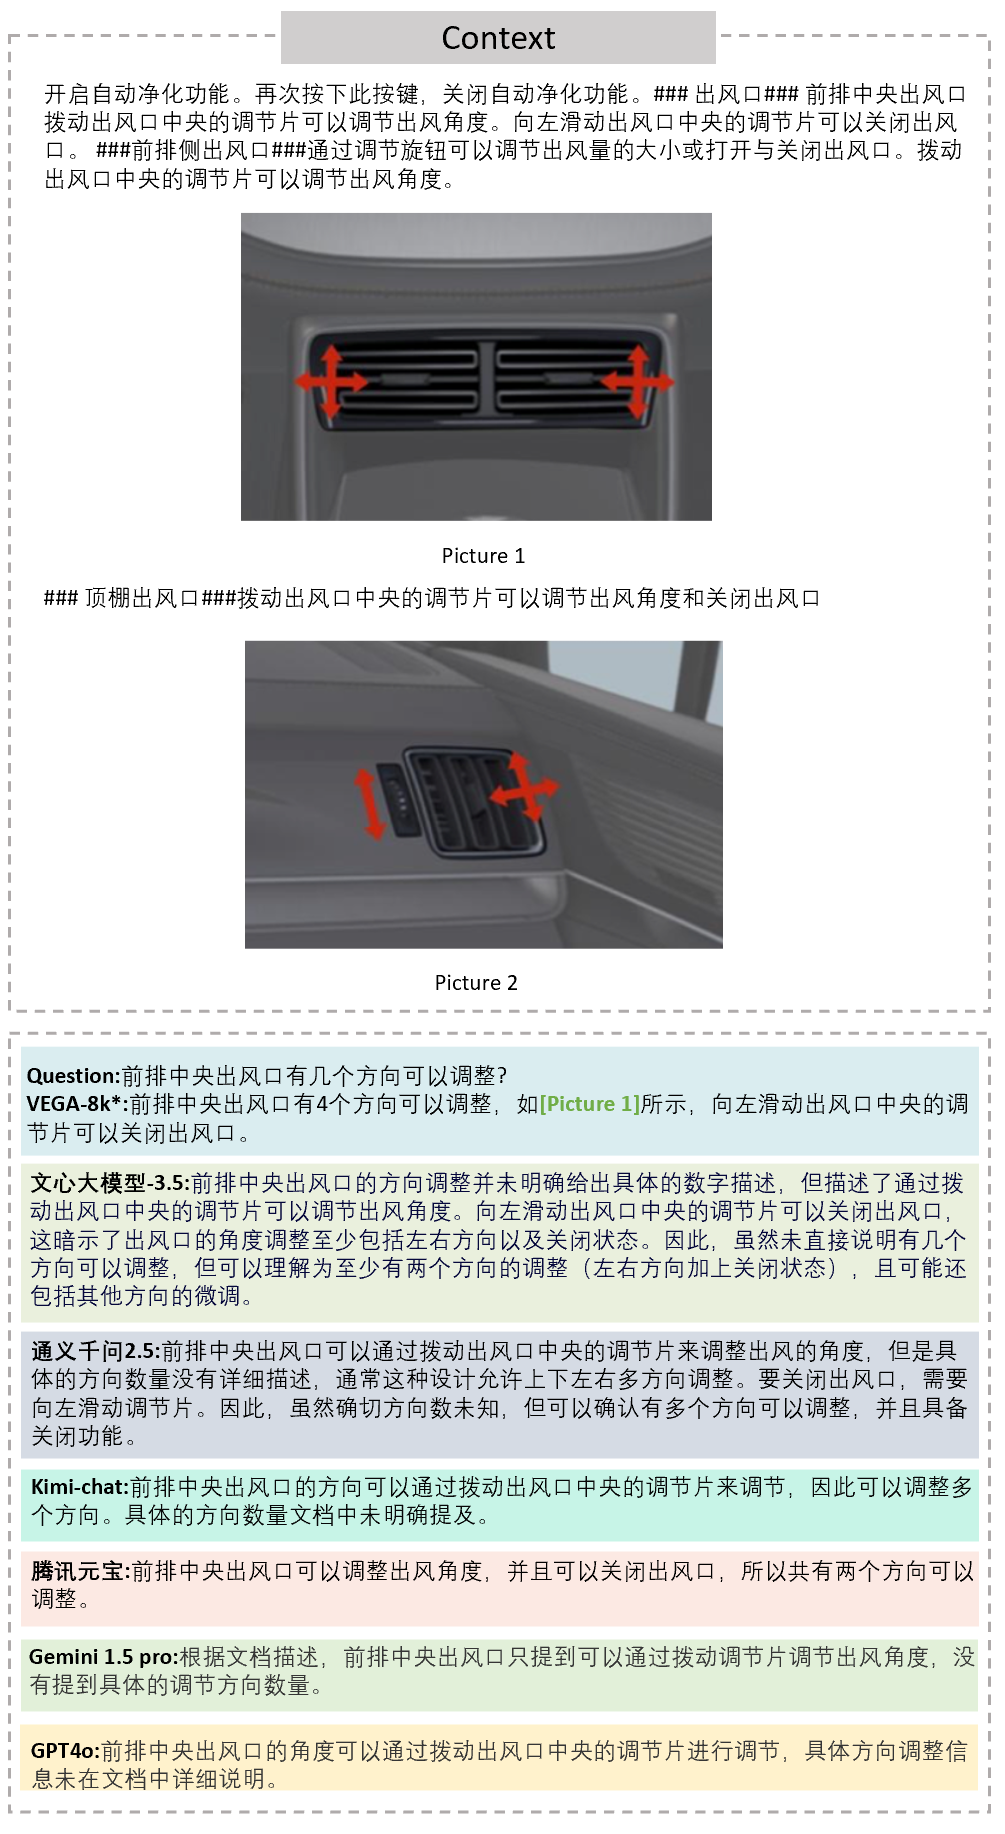 Context
开启自动净化功能。再次按下此按键，关闭自动净化功能。### 出风口### 前排中央出风口
拨动出风口中央的调节片可以调节出风角度。向左滑动出风口中央的调节片可以关闭出风
口。 ###前排侧出风口###通过调节旋钮可以调节出风量的大小或打开与关闭出风口。拨动
出风口中央的调节片可以调节出风角度。
Picture 1
### 顶棚出风口###拨动出风口中央的调节片可以调节出风角度和关闭出风口
Picture 2
Question:前排中央出风口有几个方向可以调整?
VEGA-8k*:前排中央出风口有4个方向可以调整，如[Picture 1]所示，向左滑动出风口中央的调
节片可以关闭出风口。
文心大模型-3.5:前排中央出风口的方向调整并未明确给出具体的数字描述，但描述了通过拨
动出风口中央的调节片可以调节出风角度。向左滑动出风口中央的调节片可以关闭出风口，
这暗示了出风口的角度调整至少包括左右方向以及关闭状态。因此，虽然未直接说明有几个
方向可以调整，但可以理解为至少有两个方向的调整（左右方向加上关闭状态），且可能还
包括其他方向的微调。
通义千问2.5:前排中央出风口可以通过拨动出风口中央的调节片来调整出风的角度，但是具
体的方向数量没有详细描述，通常这种设计允许上下左右多方向调整。要关闭出风口，需要
向左滑动调节片。因此，虽然确切方向数未知，但可以确认有多个方向可以调整，并且具备
关闭功能。
Kimi-chat:前排中央出风口的方向可以通过拨动出风口中央的调节片来调节，因此可以调整多
个方向。具体的方向数量文档中未明确提及。
腾讯元宝:前排中央出风口可以调整出风角度，并且可以关闭出风口，所以共有两个方向可以
调整。
Gemini 1.5 pro:根据文档描述，前排中央出风口只提到可以通过拨动调节片调节出风角度，没
有提到具体的调节方向数量。
GPT4o:前排中央出风口的角度可以通过拨动出风口中央的调节片进行调节，具体方向调整信
息未在文档中详细说明。